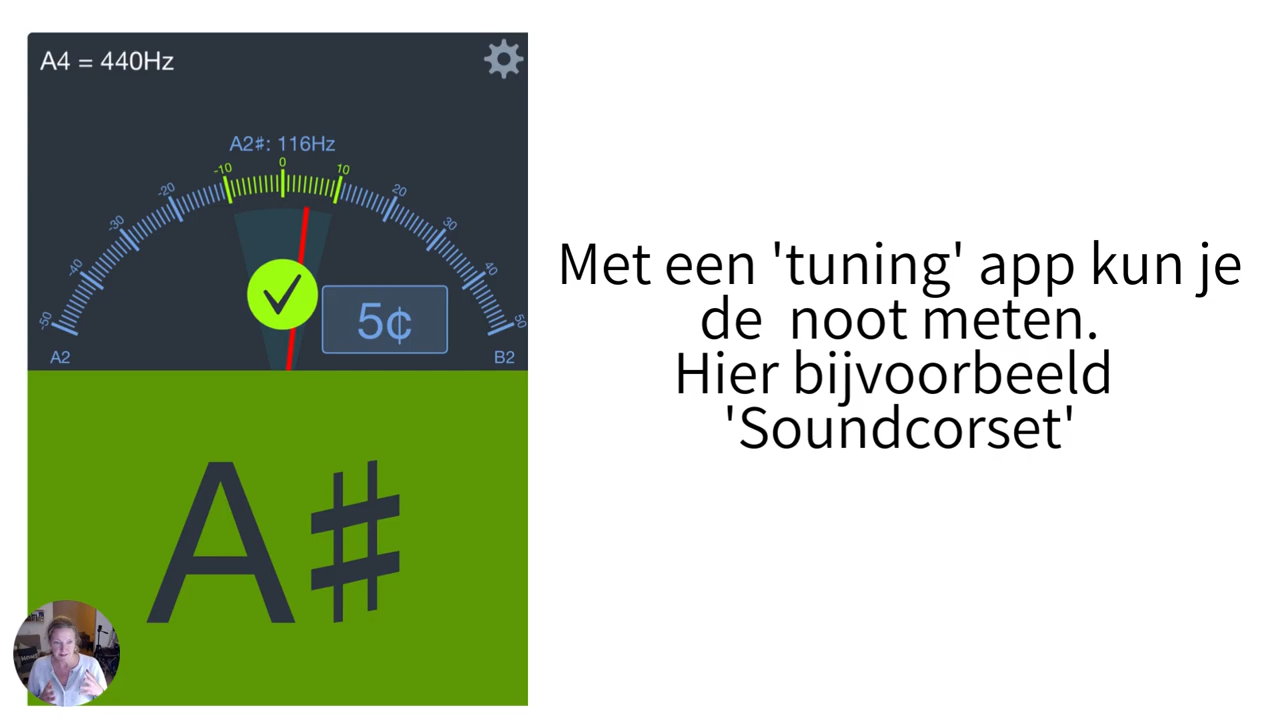 A4 = 440Hz
A2♯: 116Hz
-50
-40
-30
-20
-10
0
10
20
30
40
50
5¢
A2
B2
A♯
Met een 'tuning' app kun je
de  noot meten.
Hier bijvoorbeeld
'Soundcorset'